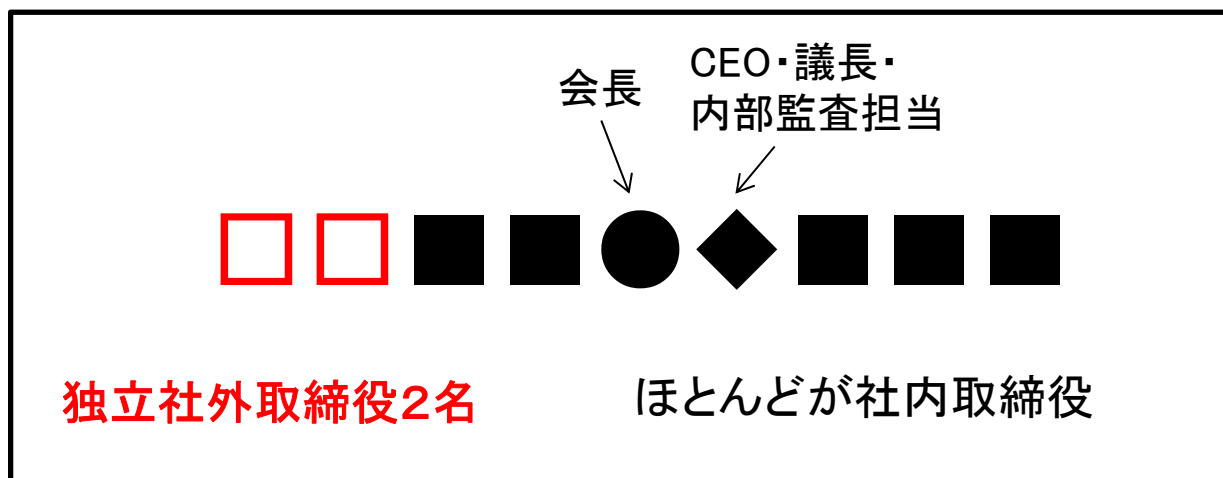 会長
CEO・議長・
内部監査担当
独立社外取締役2名
ほとんどが社内取締役